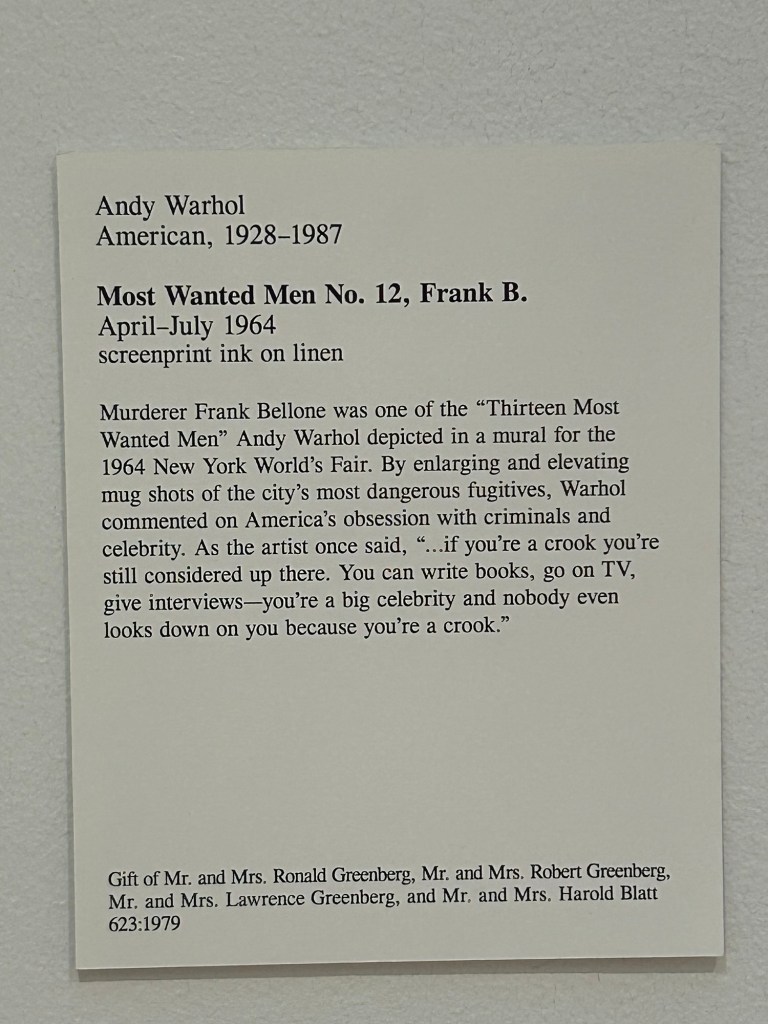 Andy Warhol
American, 1928–1987
Most Wanted Men No. 12, Frank B.
April–July 1964
screenprint ink on linen
Murderer Frank Bellone was one of the “Thirteen Most
Wanted Men” Andy Warhol depicted in a mural for the
1964 New York World’s Fair. By enlarging and elevating
mug shots of the city’s most dangerous fugitives, Warhol
commented on America’s obsession with criminals and
celebrity. As the artist once said, “…if you’re a crook you’re
still considered up there. You can write books, go on TV,
give interviews—you’re a big celebrity and nobody even
looks down on you because you’re a crook.”
Gift of Mr. and Mrs. Ronald Greenberg, Mr. and Mrs. Robert Greenberg,
Mr. and Mrs. Lawrence Greenberg, and Mr. and Mrs. Harold Blatt
623:1979